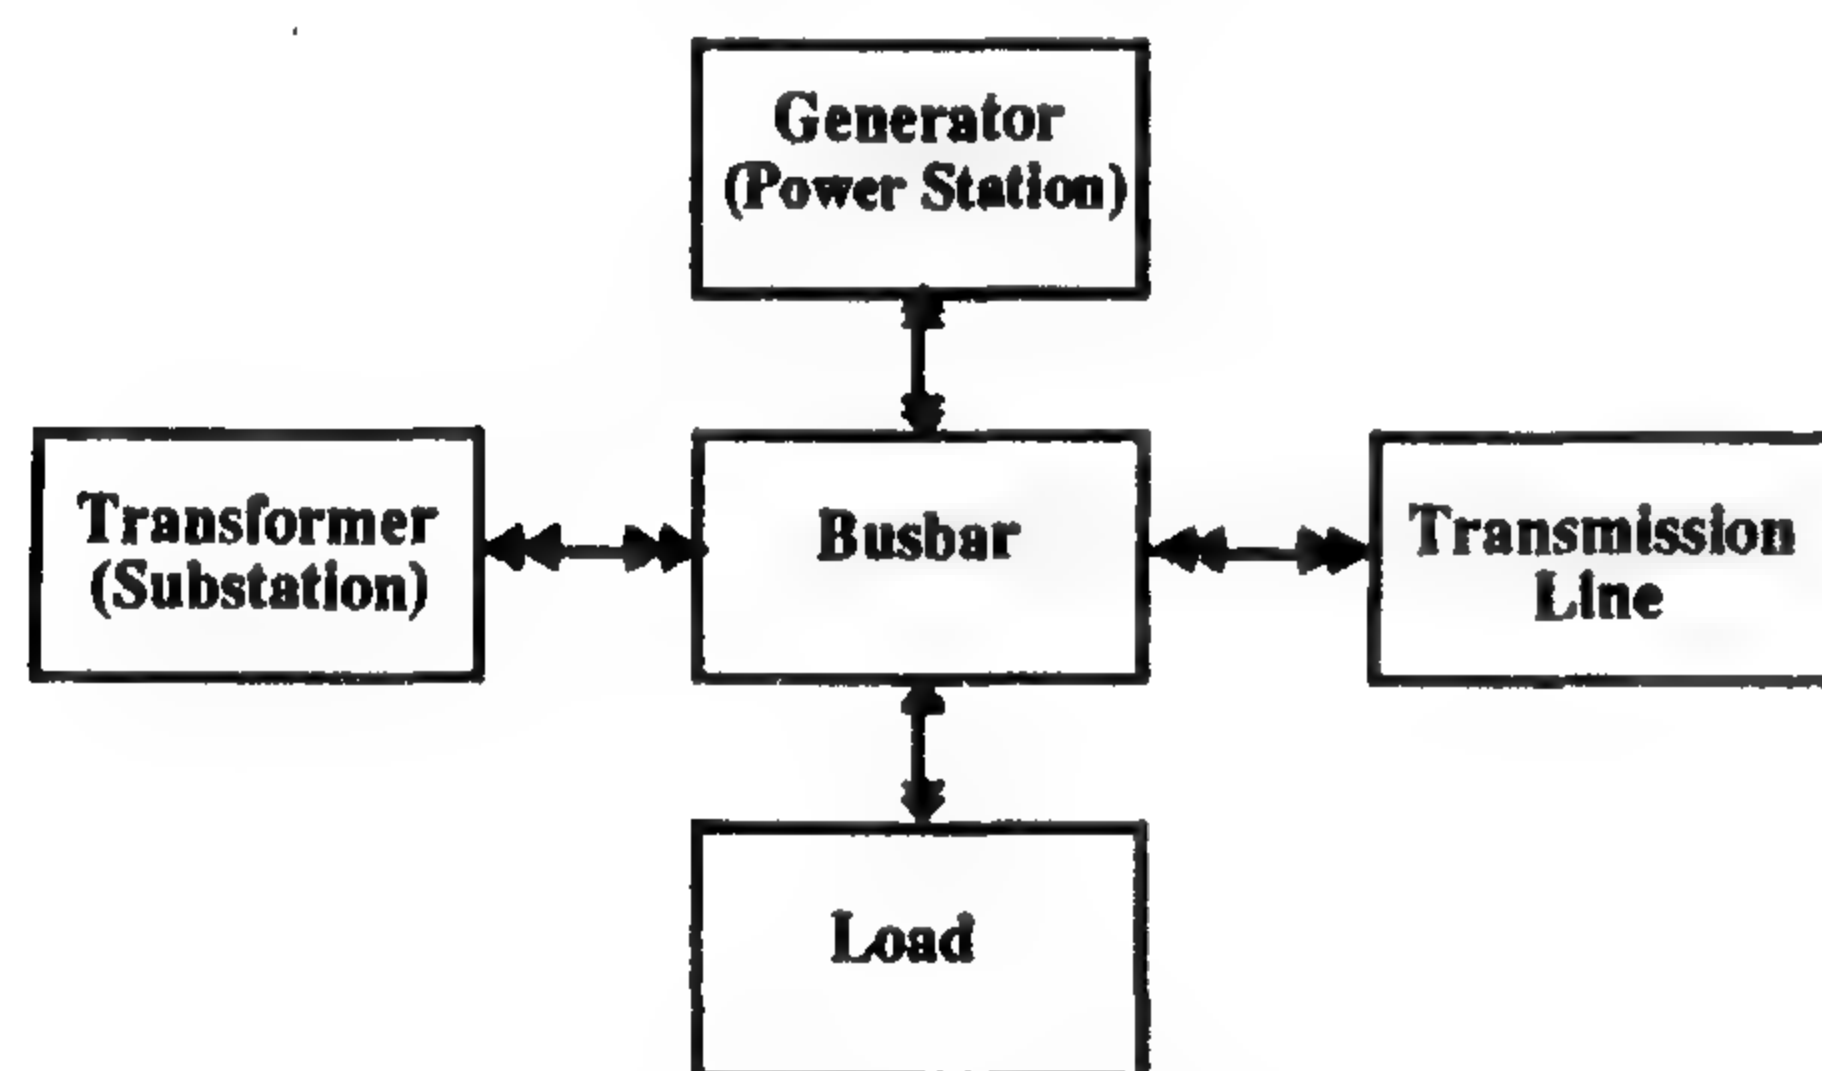 Generator
(Power Station)
Transformer
(Substation)
Busbar
Transmission
Line
Load